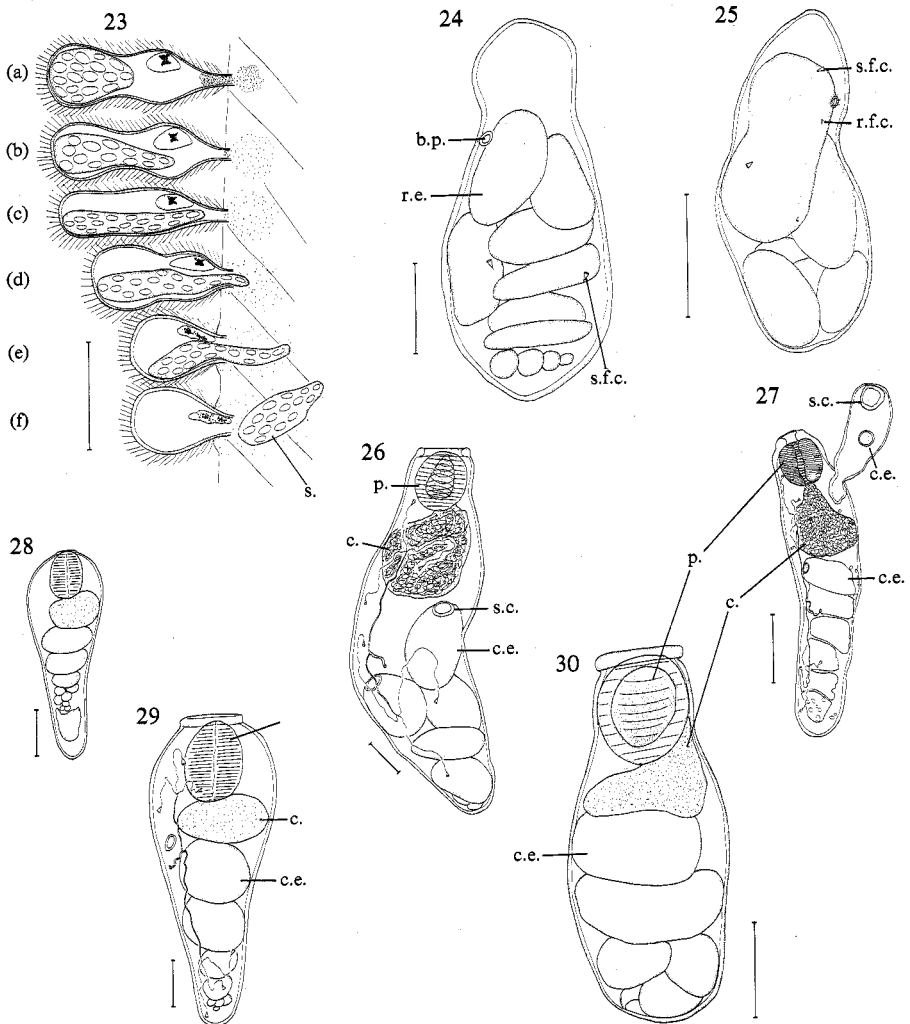 23
(a)
(b)
(c)
(d)
(e)
(f)
s.
24
b.p.
r.e.
s.f.c.
25
s.f.c.
r.f.c.
26
p.
c.
s.c.
c.e.
27
s.c.
c.e.
p.
c.
c.e.
28
29
c.
c.e.
30
c.e.